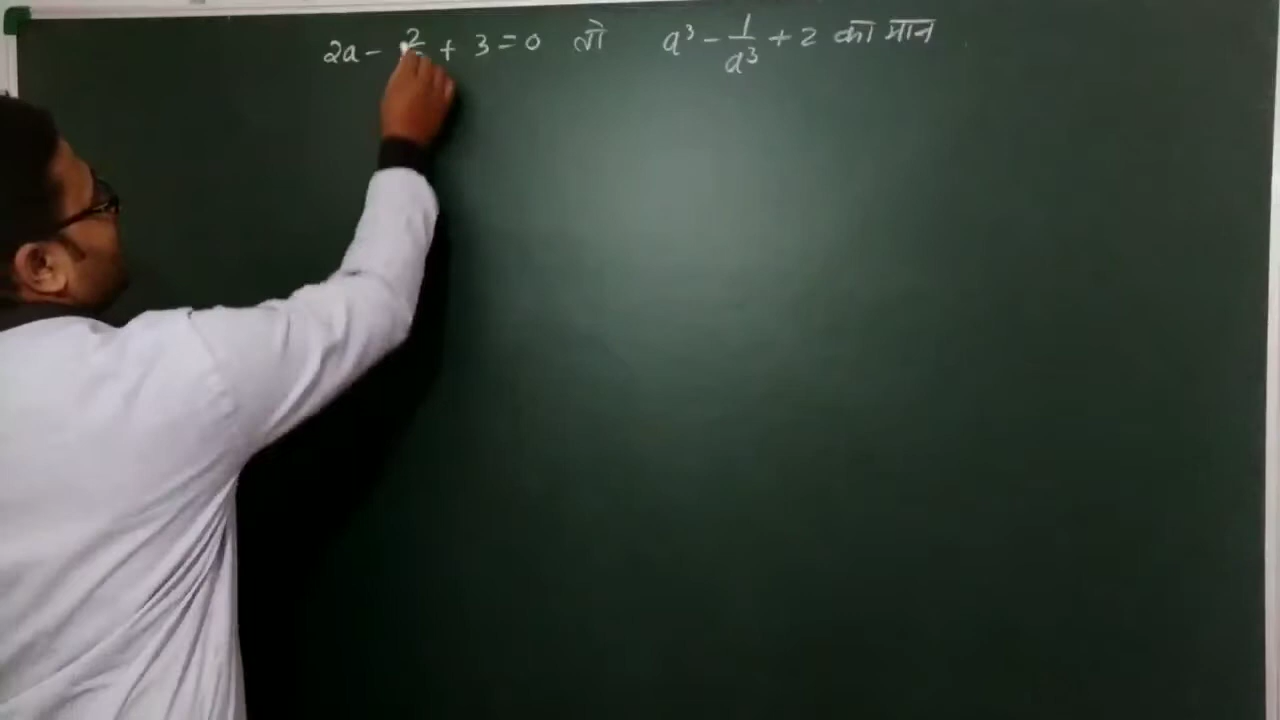 2a - 2 + 3 = 0 तो a³ - 1/a³ + 2 का मान